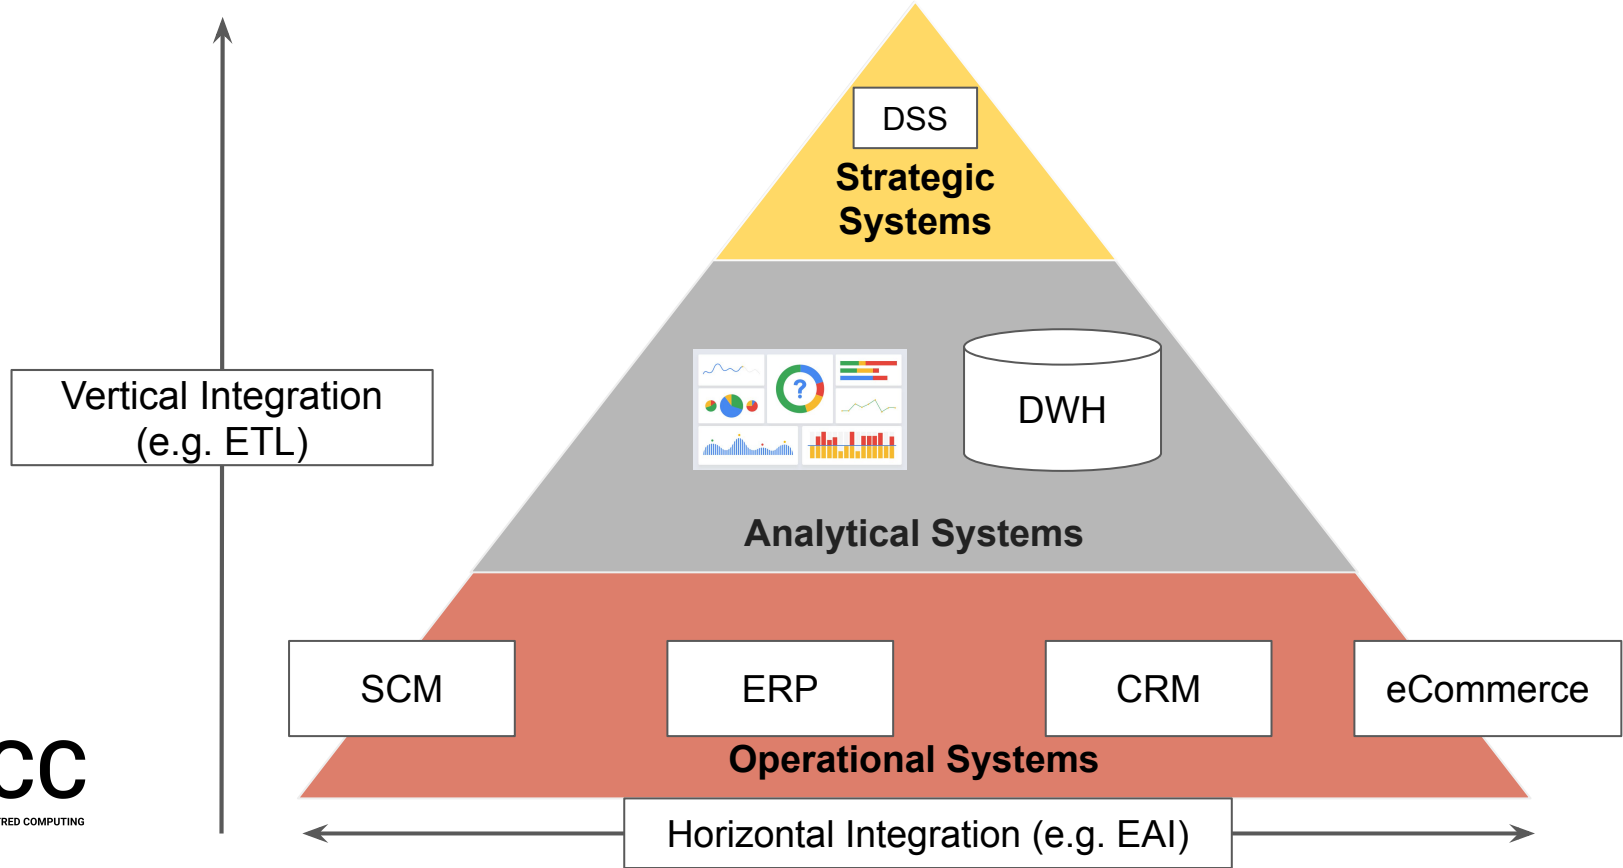 DSS
Strategic
Systems
Vertical Integration
(e.g. ETL)
?
DWH
Analytical Systems
SCM
ERP
CRM
eCommerce
Operational Systems
CC
RED COMPUTING
Horizontal Integration (e.g. EAI)